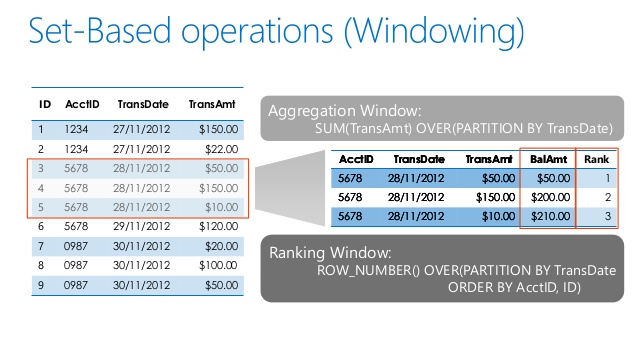 Set-Based operations (Windowing)
ID AcctID TransDate TransAmt
1 1234 27/11/2012 $150.00
2 1234 27/11/2012 $22.00
3 5678 28/11/2012 $50.00
4 5678 28/11/2012 $150.00
5 5678 28/11/2012 $10.00
6 5678 29/11/2012 $120.00
7 0987 30/11/2012 $20.00
8 0987 30/11/2012 $100.00
9 0987 30/11/2012 $50.00
Aggregation Window:
SUM(TransAmt) OVER(PARTITION BY TransDate)
AcctID TransDate TransAmt BalAmt Rank
5678 28/11/2012 $50.00 $50.00 1
5678 28/11/2012 $150.00 $200.00 2
5678 28/11/2012 $10.00 $210.00 3
Ranking Window:
ROW_NUMBER() OVER(PARTITION BY TransDate
ORDER BY AcctID, ID)